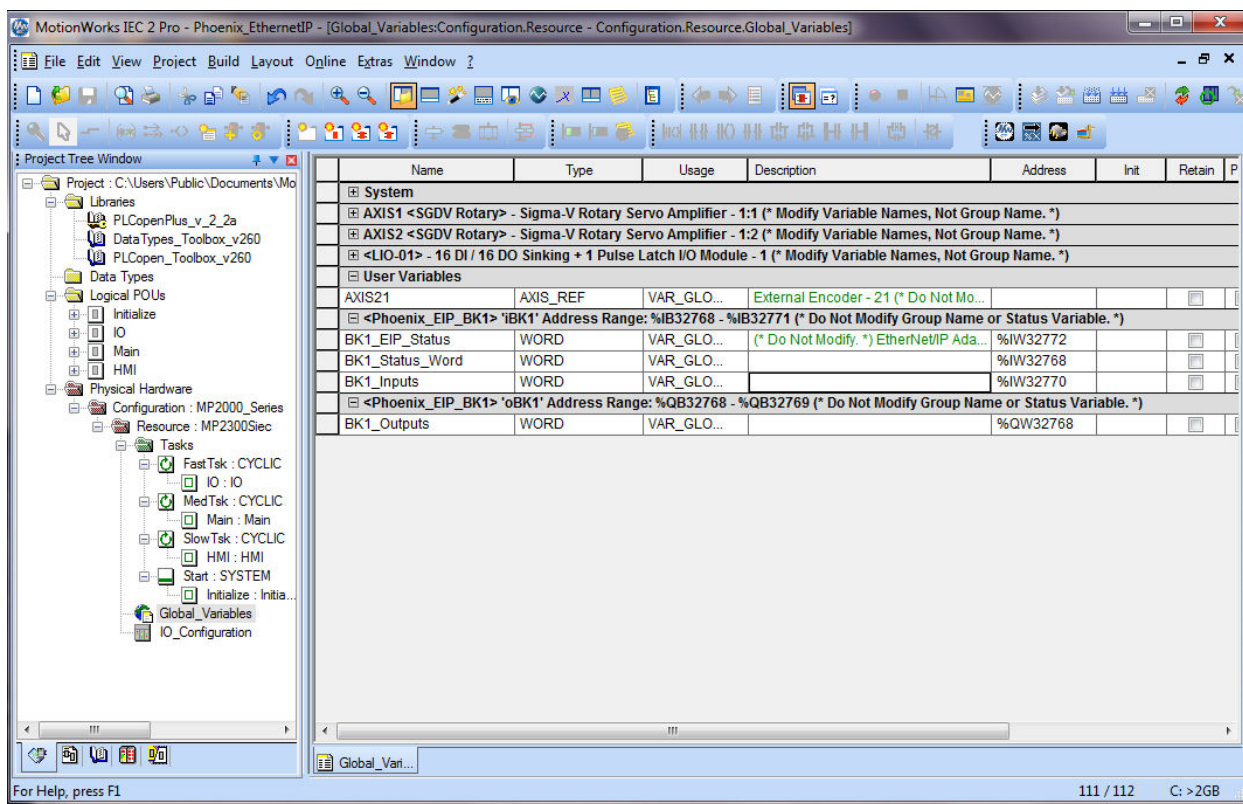 MotionWorks IEC 2 Pro - Phoenix_EthernetIP - [Global_Variables:Configuration.Resource - Configuration.Resource.Global_Variables]
File Edit View Project Build Layout Online Extras Window ?
Project Tree Window
Project : C:\Users\Public\Documents\Mo
Libraries
PLCopenPlus_v_2_2a
DataTypes_Toolbox_v260
PLCopen_Toolbox_v260
Data Types
Logical POUs
Initialize
IO
Main
HMI
Physical Hardware
Configuration : MP2000_Series
Resource : MP2300Siec
Tasks
FastTsk : CYCLIC
IO : IO
MedTsk : CYCLIC
Main : Main
SlowTsk : CYCLIC
HMI : HMI
Start : SYSTEM
Initialize : Initia...
Global_Variables
IO_Configuration
Name Type Usage Description Address Init Retain P
System
AXIS1 <SGDV Rotary> - Sigma-V Rotary Servo Amplifier - 1:1 (* Modify Variable Names, Not Group Name. *)
AXIS2 <SGDV Rotary> - Sigma-V Rotary Servo Amplifier - 1:2 (* Modify Variable Names, Not Group Name. *)
<LIO-01> - 16 DI / 16 DO Sinking + 1 Pulse Latch I/O Module - 1 (* Modify Variable Names, Not Group Name. *)
User Variables
AXIS21 AXIS_REF VAR_GLO... External Encoder - 21 (* Do Not Mo...
<Phoenix_EIP_BK1> 'iBK1' Address Range: %IB32768 - %IB32771 (* Do Not Modify Group Name or Status Variable. *)
BK1_EIP_Status WORD VAR_GLO... (* Do Not Modify. *) EtherNet/IP Ada... %IW32772
BK1_Status_Word WORD VAR_GLO... %IW32768
BK1_Inputs WORD VAR_GLO... %IW32770
<Phoenix_EIP_BK1> 'oBK1' Address Range: %QB32768 - %QB32769 (* Do Not Modify Group Name or Status Variable. *)
BK1_Outputs WORD VAR_GLO... %QW32768
Global_Vari...
For Help, press F1
111 / 112 C: >2GB